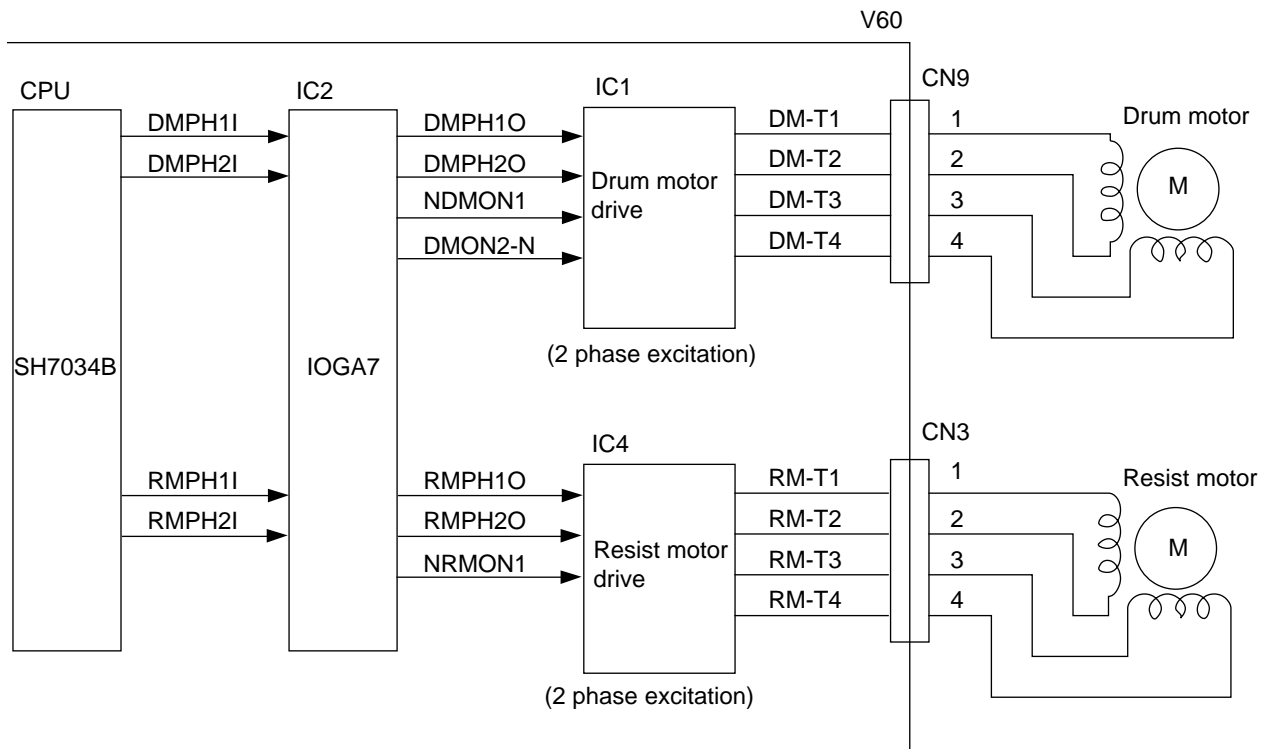 V60
CPU
IC2
IC1
CN9
DMPH1I
DMPH2I
DMPH1O
DMPH2O
NDMON1
DMON2-N
Drum motor
drive
DM-T1
DM-T2
DM-T3
DM-T4
1
2
3
4
Drum motor
M
(2 phase excitation)
SH7034B
IOGA7
IC4
CN3
RMPH1I
RMPH2I
RMPH1O
RMPH2O
NRMON1
Resist motor
drive
RM-T1
RM-T2
RM-T3
RM-T4
1
2
3
4
Resist motor
M
(2 phase excitation)